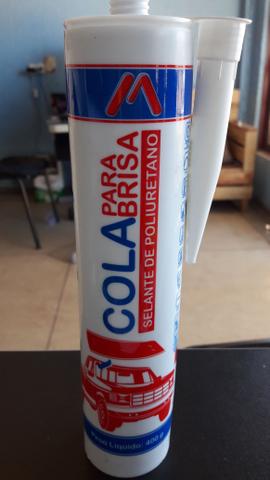 COLA
PARA
BRISA
SELANTE DE POLIURETANO
Peso Líquido: 400 g